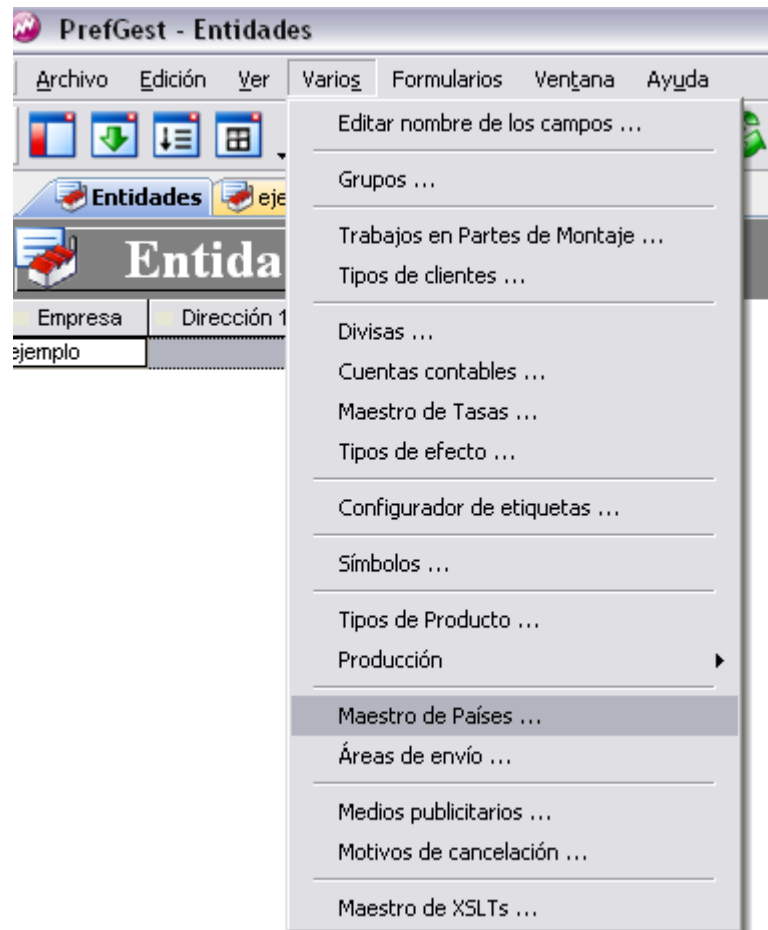 PrefGest - Entidades
Archivo Edición Ver Varios Formularios Ventana Ayuda
Entidades eje
Entida
Empresa Dirección 1
ejemplo
Editar nombre de los campos ...
Grupos ...
Trabajos en Partes de Montaje ...
Tipos de clientes ...
Divisas ...
Cuentas contables ...
Maestro de Tasas ...
Tipos de efecto ...
Configurador de etiquetas ...
Símbolos ...
Tipos de Producto ...
Producción
Maestro de Países ...
Áreas de envío ...
Medios publicitarios ...
Motivos de cancelación ...
Maestro de XSLTs ...